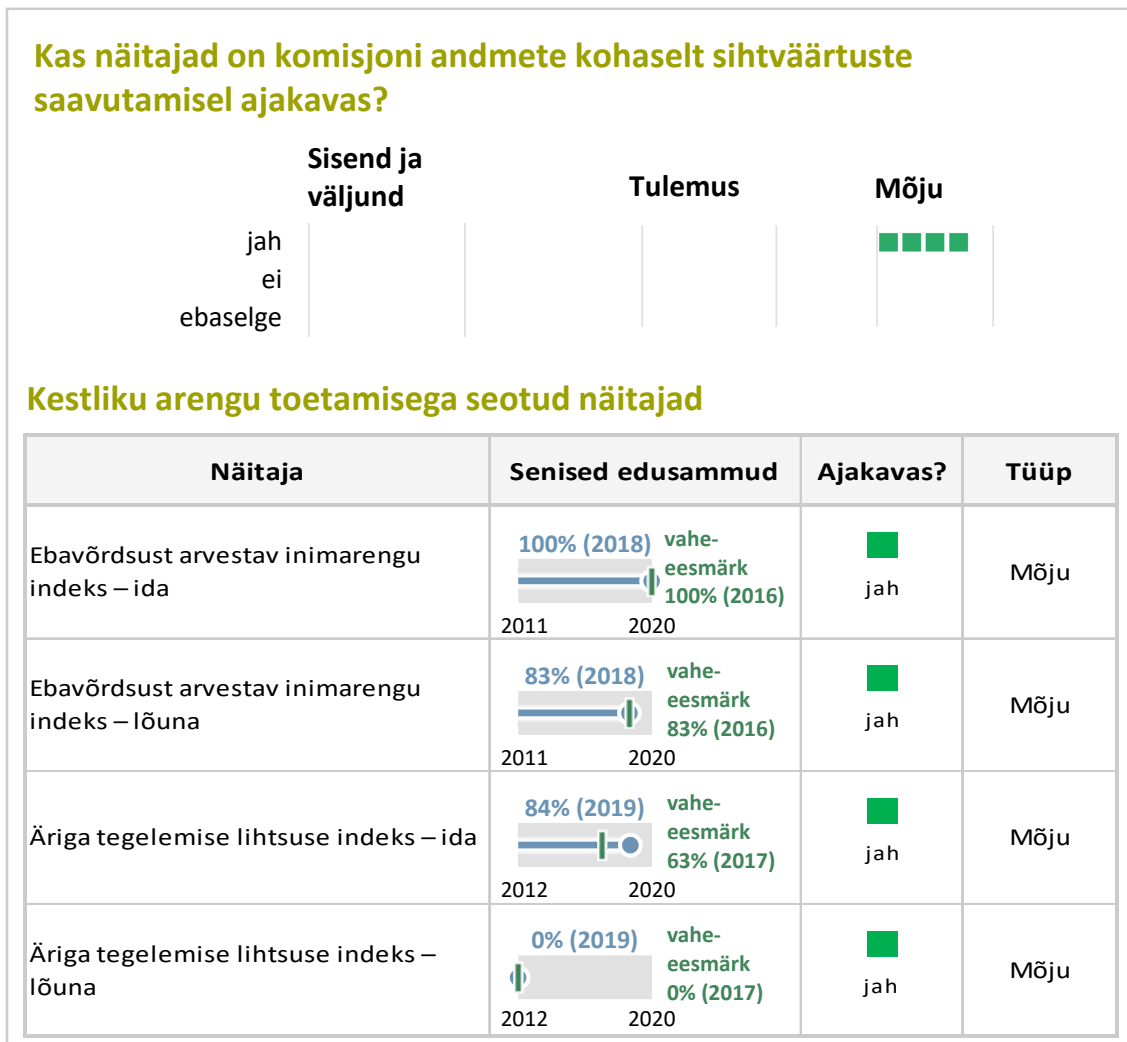 Kas näitajad on komisjoni andmete kohaselt sihtväärtuste
saavutamisel ajakavas?
Sisend ja
väljund
Tulemus
Mõju
jah
ei
ebaselge
Kestliku arengu toetamisega seotud näitajad
Näitaja
Senised edusammud
Ajakavas?
Tüüp
Ebavõrdsust arvestav inimarengu
indeks – ida
100% (2018)
vahe-
eesmärk
100% (2016)
2011
2020
jah
Mõju
Ebavõrdsust arvestav inimarengu
indeks – lõuna
83% (2018)
vahe-
eesmärk
83% (2016)
2011
2020
jah
Mõju
Äriga tegelemise lihtsuse indeks – ida
84% (2019)
vahe-
eesmärk
63% (2017)
2012
2020
jah
Mõju
Äriga tegelemise lihtsuse indeks –
lõuna
0% (2019)
vahe-
eesmärk
0% (2017)
2012
2020
jah
Mõju